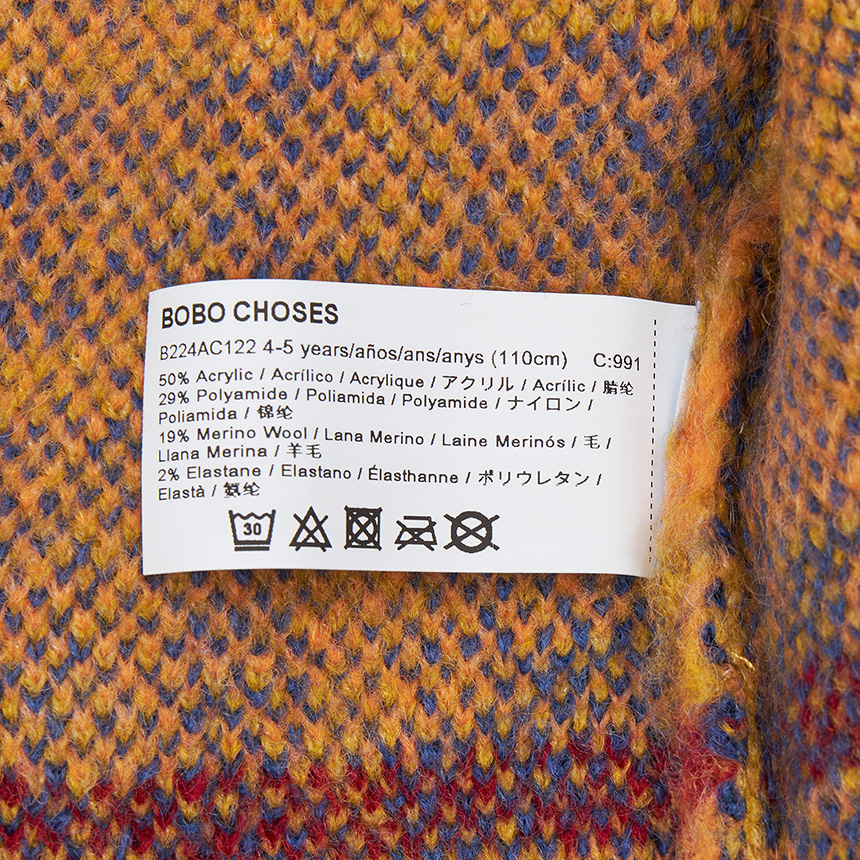 BOBO CHOSES
B224AC122 4-5 years/años/ans/anys (110cm) C:991
50% Acrylic / Acrílico / Acrylique / アクリル / Acrílic / 腈纶
29% Polyamide / Poliamida / Polyamide / ナイロン /
Poliamida / 锦纶
19% Merino Wool / Lana Merino / Laine Merinós / 毛 /
Llana Merina / 羊毛
2% Elastane / Elastano / Élasthanne / ポリウレタン /
Elastà / 氨纶
30